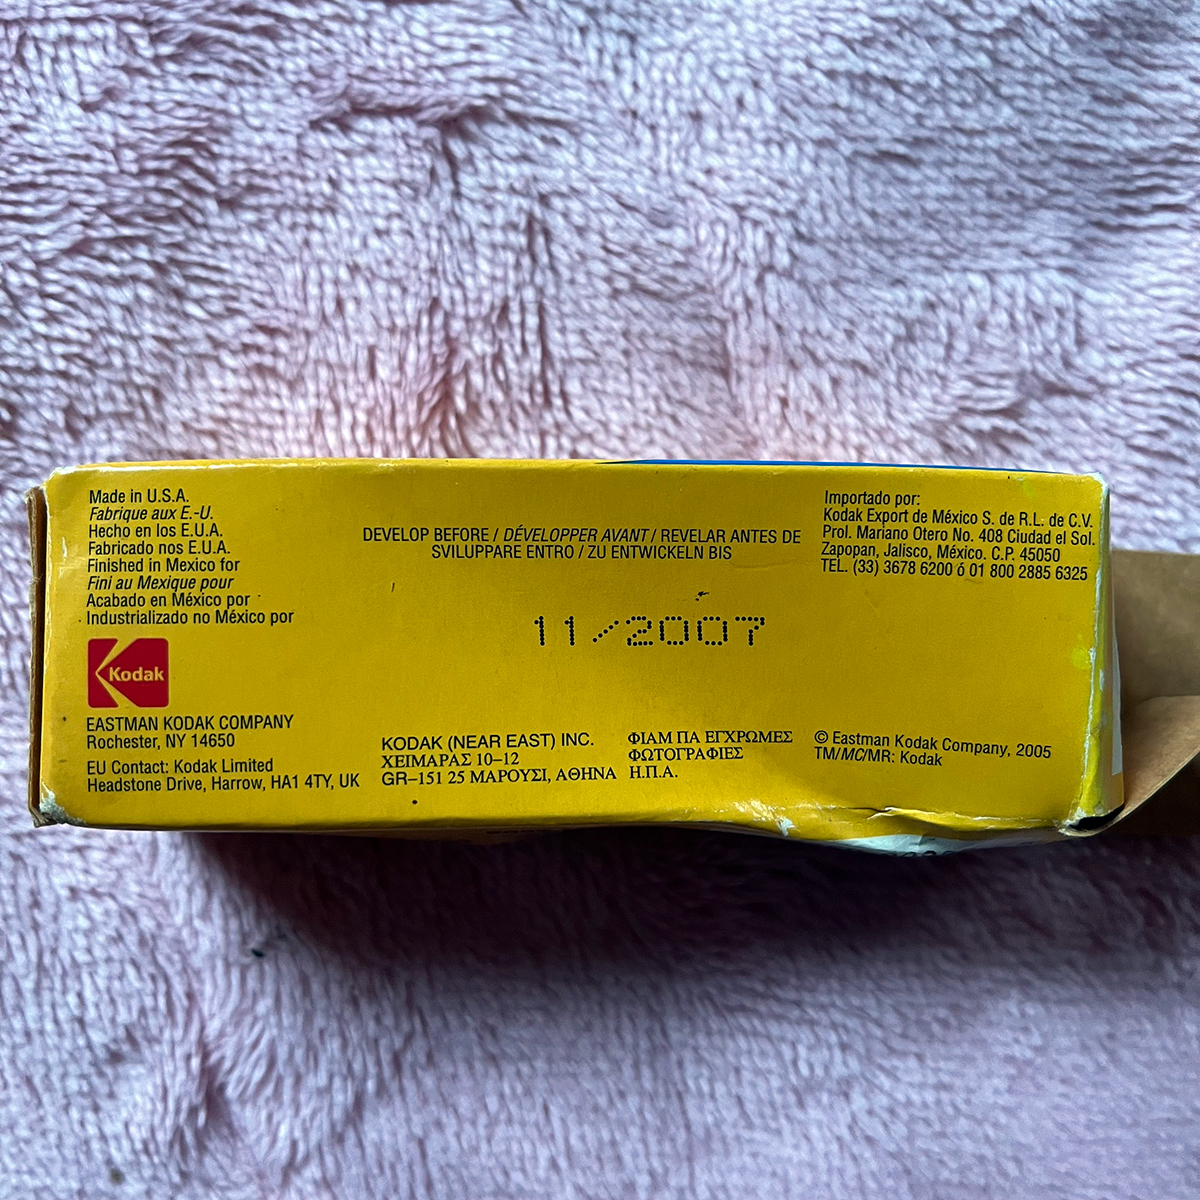 Made in U.S.A.
Fabrique aux E.-U.
Hecho en los E.U.A.
Fabricado nos E.U.A.
Finished in Mexico for
Fini au Mexique pour
Acabado en México por
Industrializado no México por
Kodak
EASTMAN KODAK COMPANY
Rochester, NY 14650
EU Contact: Kodak Limited
Headstone Drive, Harrow, HA1 4TY, UK
DEVELOP BEFORE / DÉVELOPPER AVANT / REVELAR ANTES DE
SVILUPPARE ENTRO / ZU ENTWICKELN BIS
11/2007
KODAK (NEAR EAST) INC.
ΧΕΙΜΑΡΑΣ 10–12
GR–151 25 ΜΑΡΟΥΣΙ, ΑΘΗΝΑ
ΦΙΛΜ ΓΙΑ ΕΓΧΡΩΜΕΣ
ΦΩΤΟΓΡΑΦΙΕΣ
Η.Π.Α.
Importado por:
Kodak Export de México S. de R.L. de C.V.
Prol. Mariano Otero No. 408 Ciudad el Sol.
Zapopan, Jalisco, México. C.P. 45050
TEL. (33) 3678 6200 ó 01 800 2885 6325
© Eastman Kodak Company, 2005
TM/MC/MR: Kodak